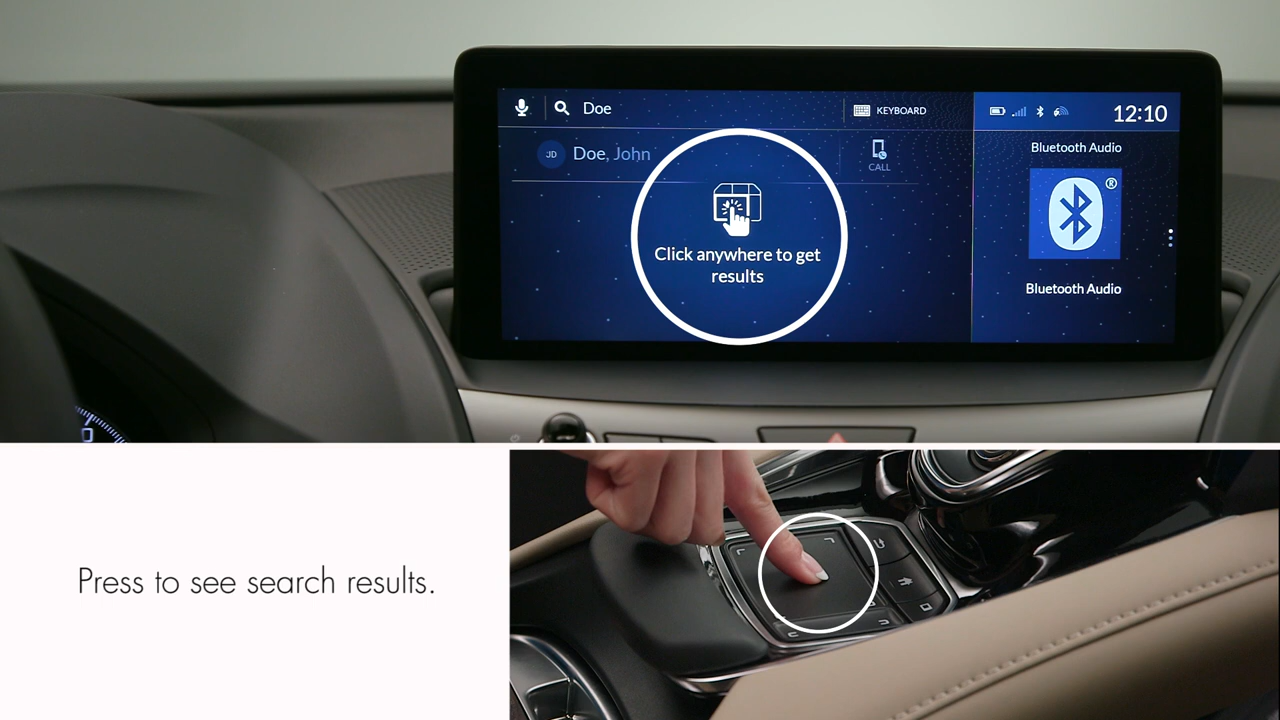 Doe
KEYBOARD
12:10
JD
Doe, John
CALL
Click anywhere to get
results
Bluetooth Audio
®
Bluetooth Audio
0
Press to see search results.